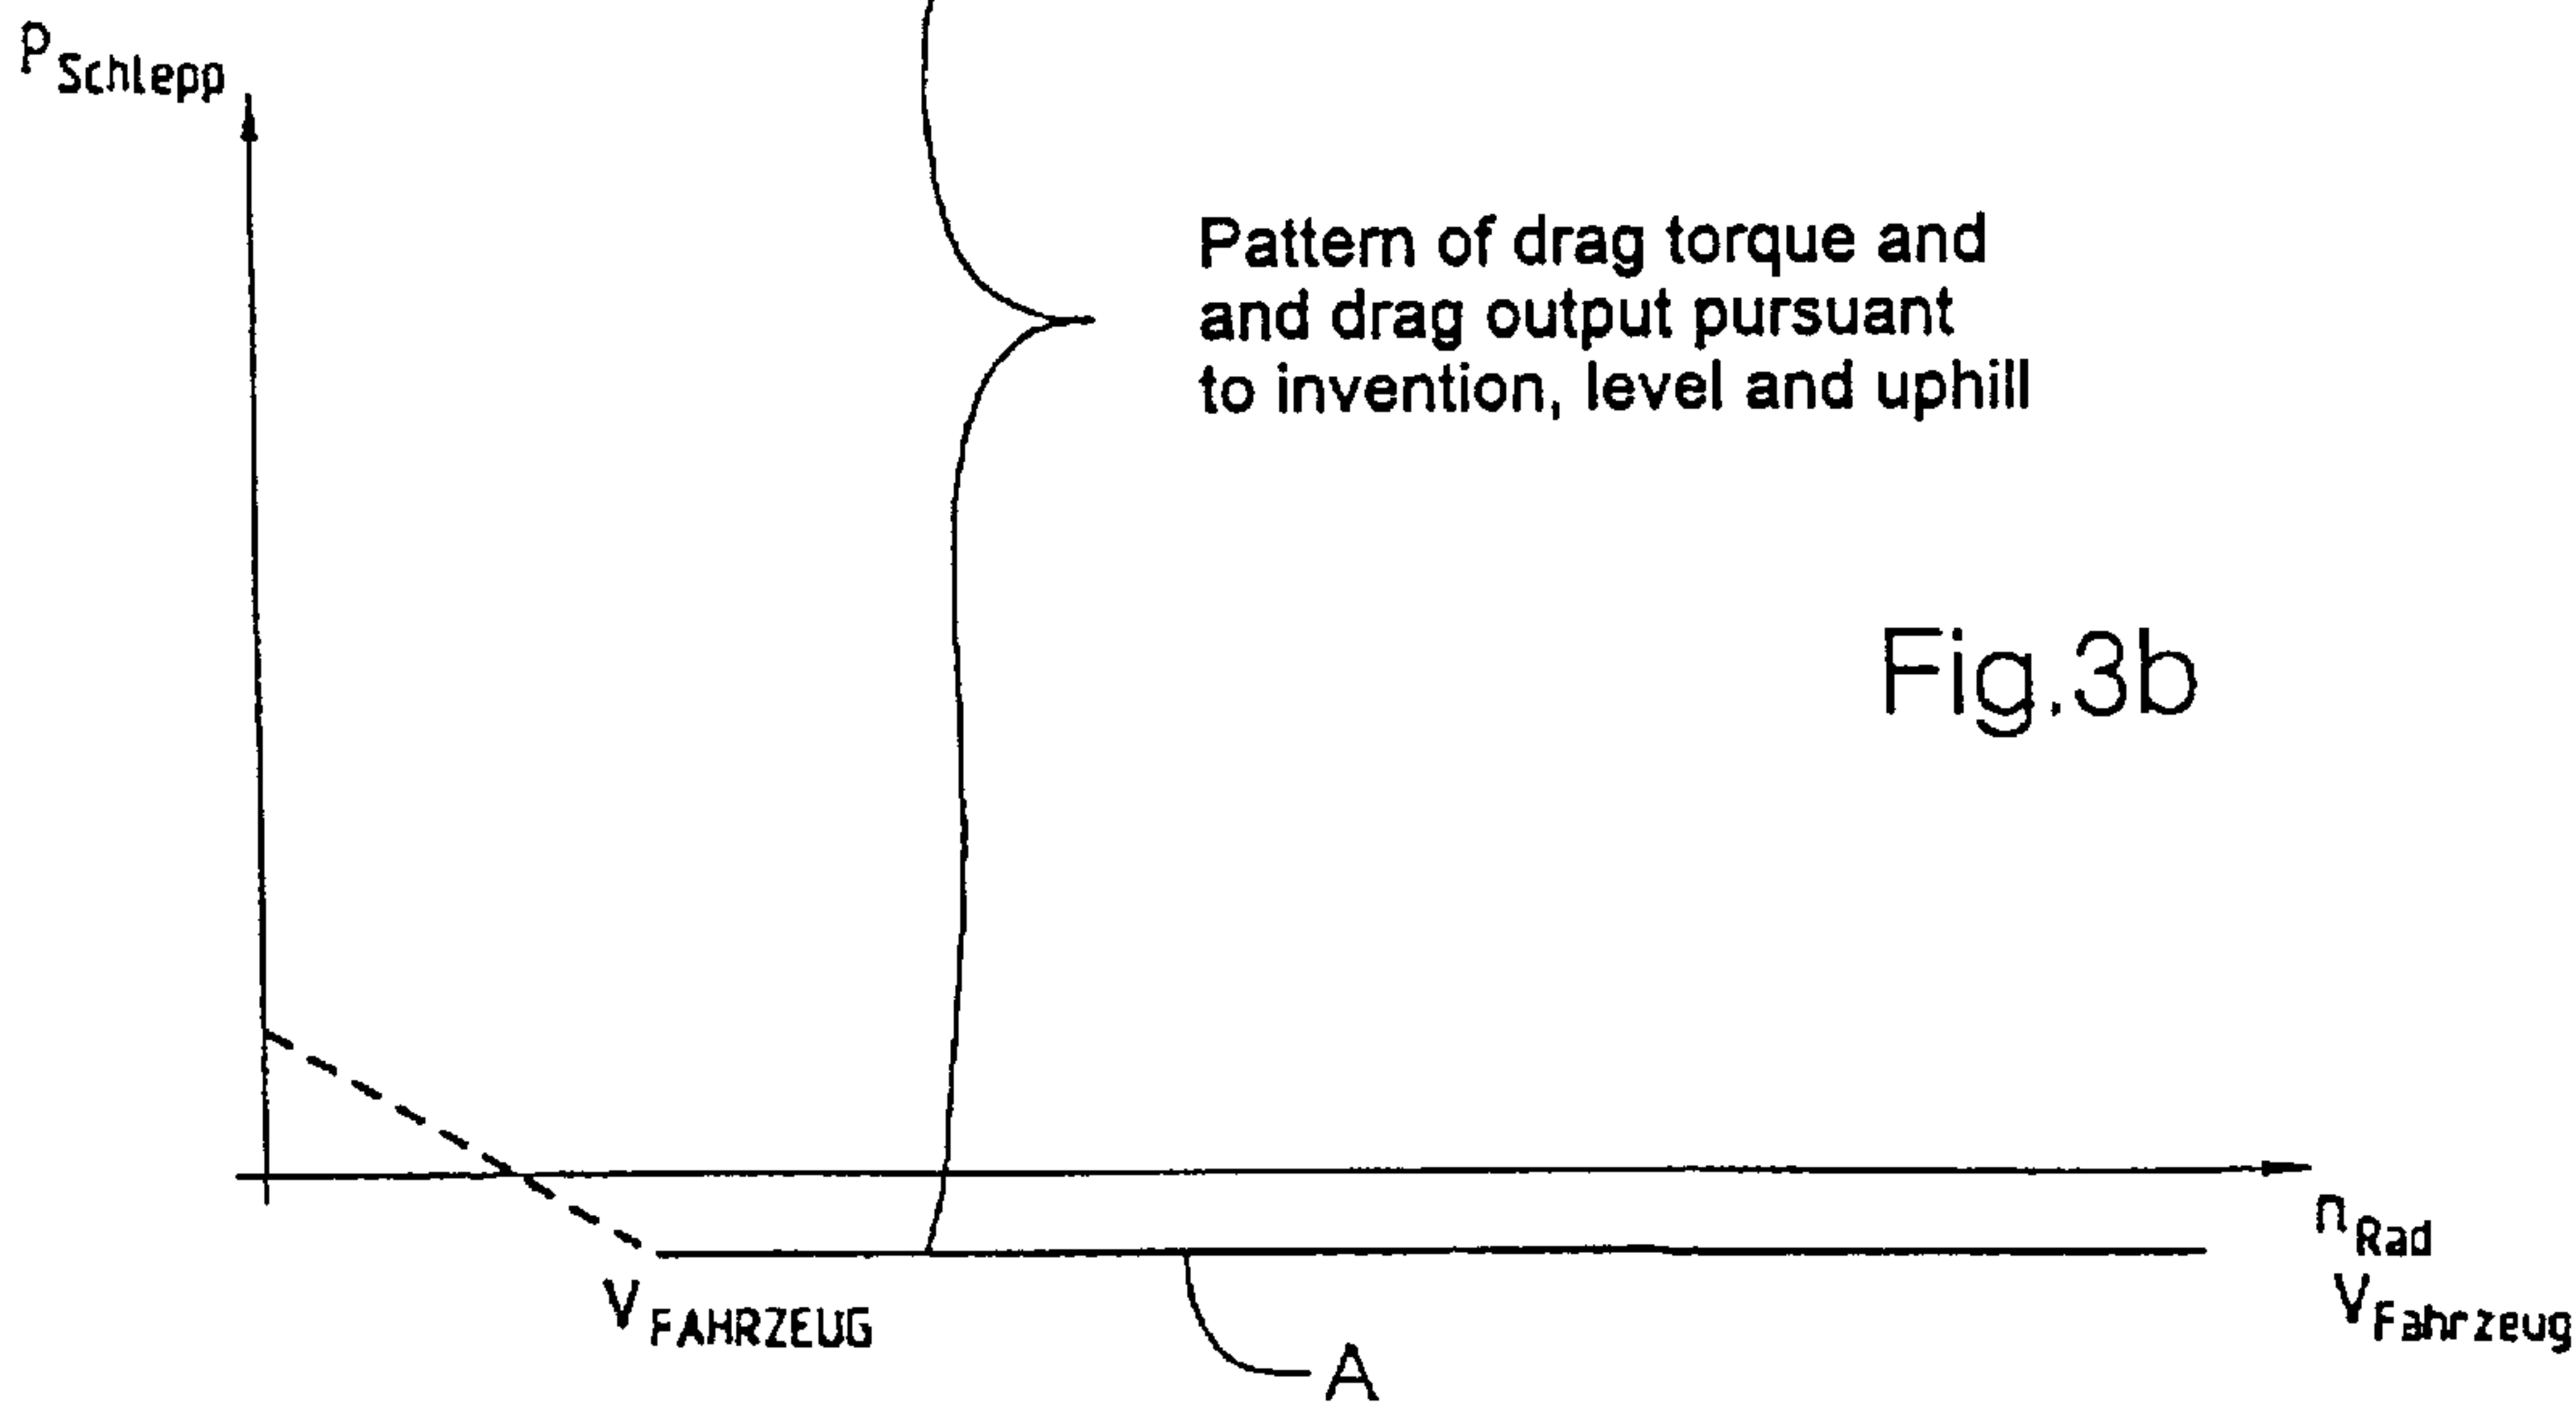 P Schlepp
Pattern of drag torque and
and drag output pursuant
to invention, level and uphill
Fig.3b
n Rad
V Fahrzeug
V FAHRZEUG
A